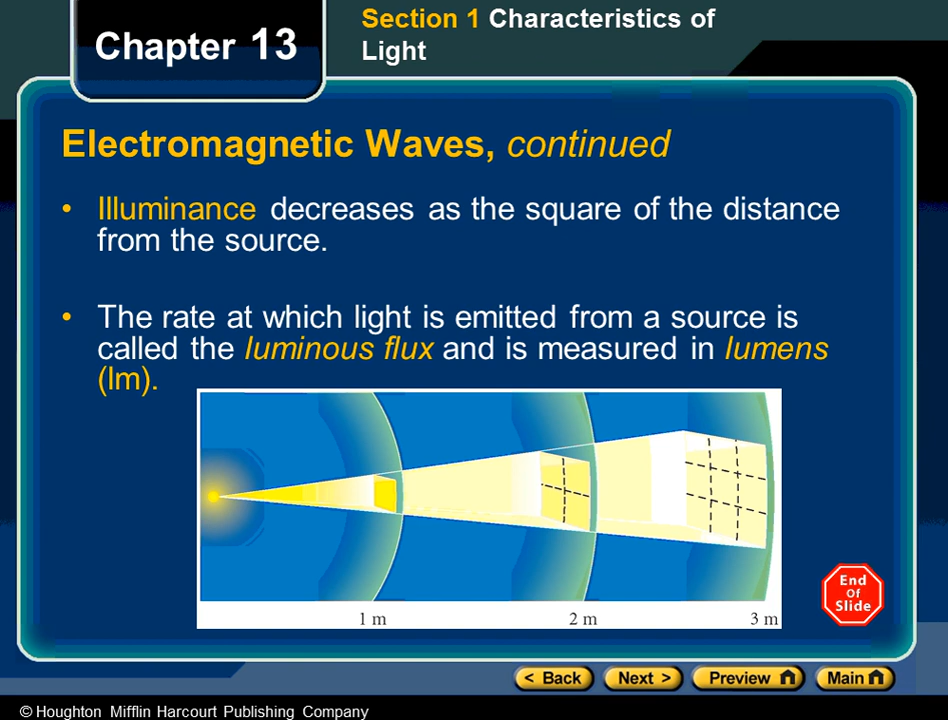 Chapter 13
Section 1 Characteristics of
Light
Electromagnetic Waves, continued
• Illuminance decreases as the square of the distance
from the source.
• The rate at which light is emitted from a source is
called the luminous flux and is measured in lumens
(lm).
1 m
2 m
3 m
End
Of
Slide
< Back
Next >
Preview
Main
© Houghton Mifflin Harcourt Publishing Company